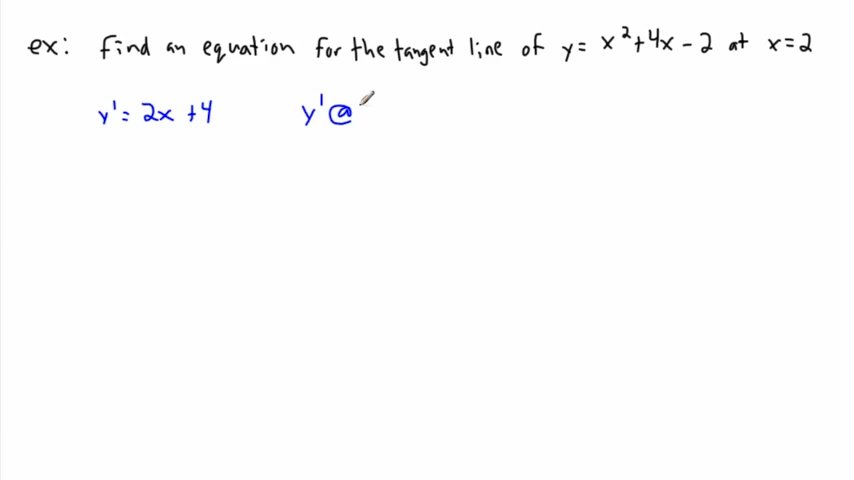 ex: find an equation for the tangent line of y= x²+4x-2 at x=2
y'= 2x +4 y'@